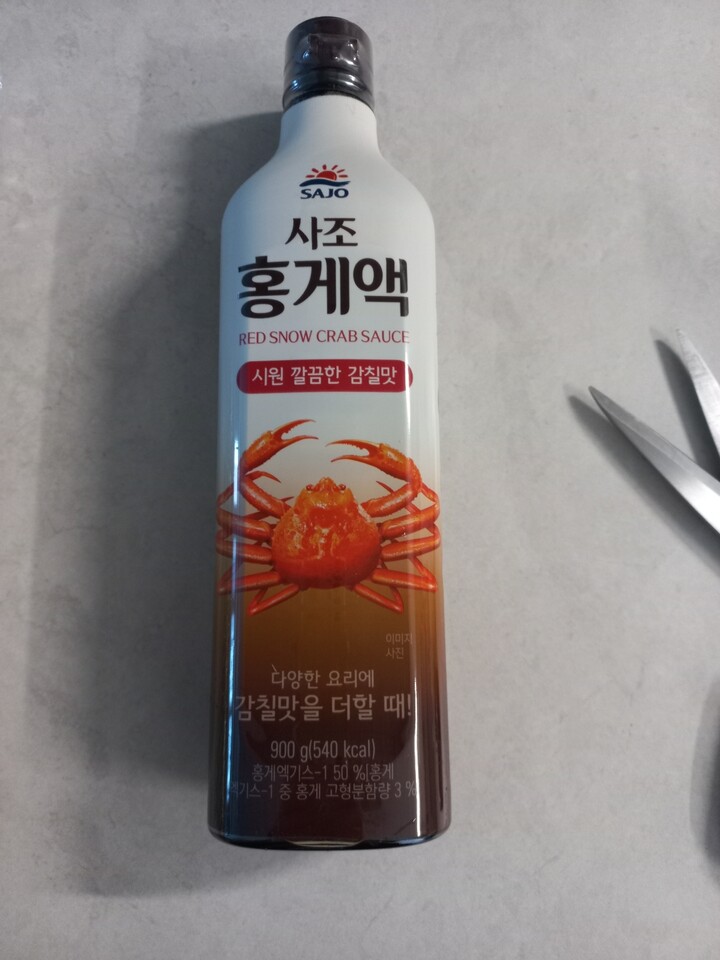 SAJO
사조
홍게액
RED SNOW CRAB SAUCE
시원 깔끔한 감칠맛
이미지
사진
다양한 요리에
감칠맛을 더할 때!
900 g(540 kcal)
홍게엑기스-1 50 %(홍게
엑기스-1 중 홍게 고형분함량 3 %